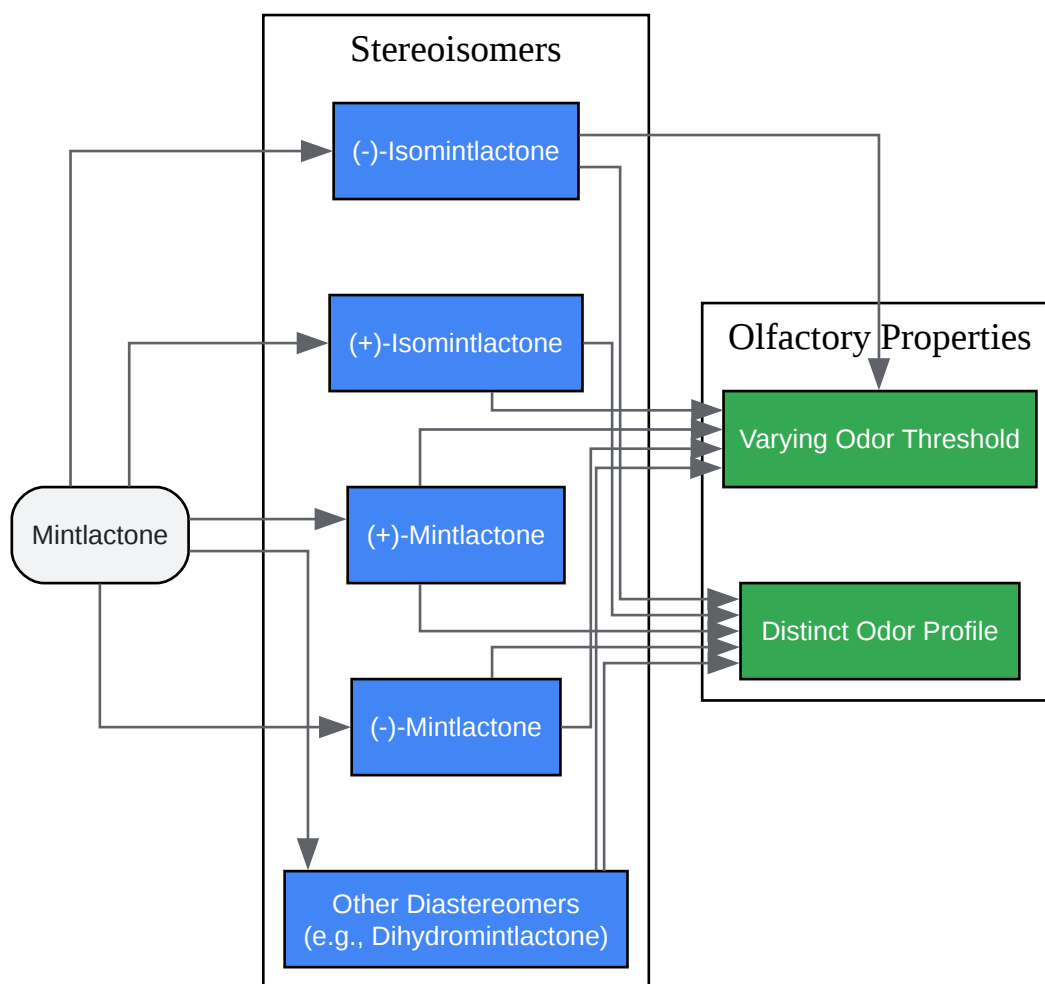 Stereoisomers
(-)-Isomintlactone
(+)-Isomintlactone
Olfactory Properties
Varying Odor Threshold
Mintlactone
(+)-Mintlactone
Distinct Odor Profile
(-)-Mintlactone
Other Diastereomers
(e.g., Dihydromintlactone)